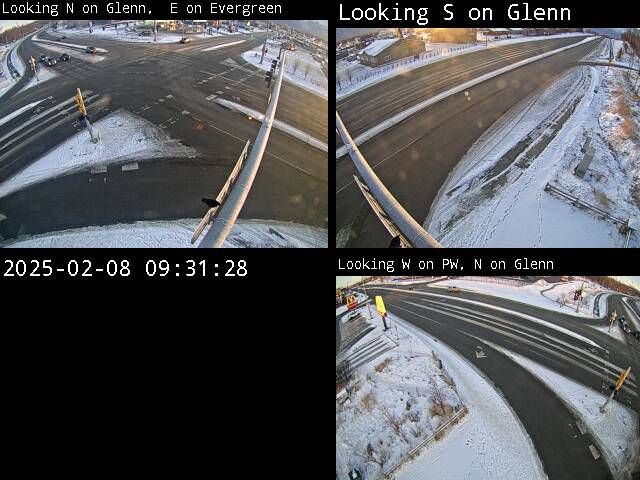 Looking N on Glenn,  E on Evergreen
Looking S on Glenn
2025-02-08 09:31:28
Looking W on PW, N on Glenn